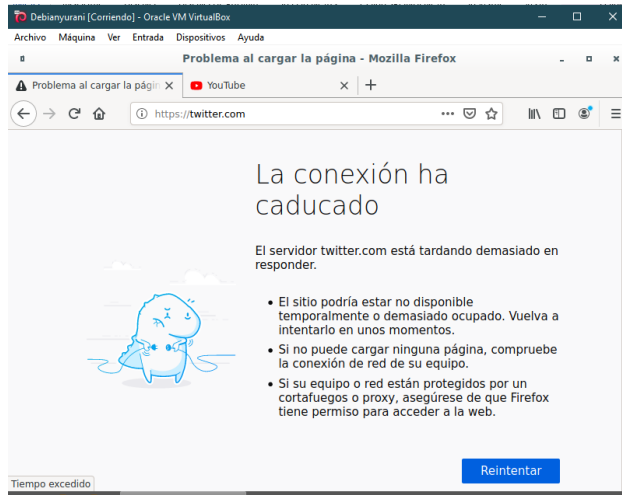 Debianyurani [Corriendo] - Oracle VM VirtualBox
Archivo Máquina Ver Entrada Dispositivos Ayuda
Problema al cargar la página - Mozilla Firefox
Problema al cargar la págin
YouTube
https://twitter.com
La conexión ha
caducado
El servidor twitter.com está tardando demasiado en
responder.
• El sitio podría estar no disponible
temporalmente o demasiado ocupado. Vuelva a
intentarlo en unos momentos.
• Si no puede cargar ninguna página, compruebe
la conexión de red de su equipo.
• Si su equipo o red están protegidos por un
cortafuegos o proxy, asegúrese de que Firefox
tiene permiso para acceder a la web.
Reintentar
Tiempo excedido